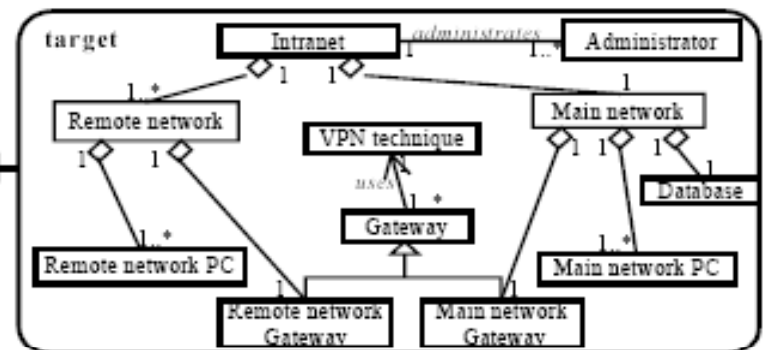 target
Intranet
administrates
Administrator
1
1..*
1
1
1..*
1
Remote network
Main network
VPN technique
1
1
1
1
1
1
uses
1
Database
1..*
Gateway
1..*
1..*
Remote network PC
Main network PC
1
1
Remote network
Gateway
Main network
Gateway